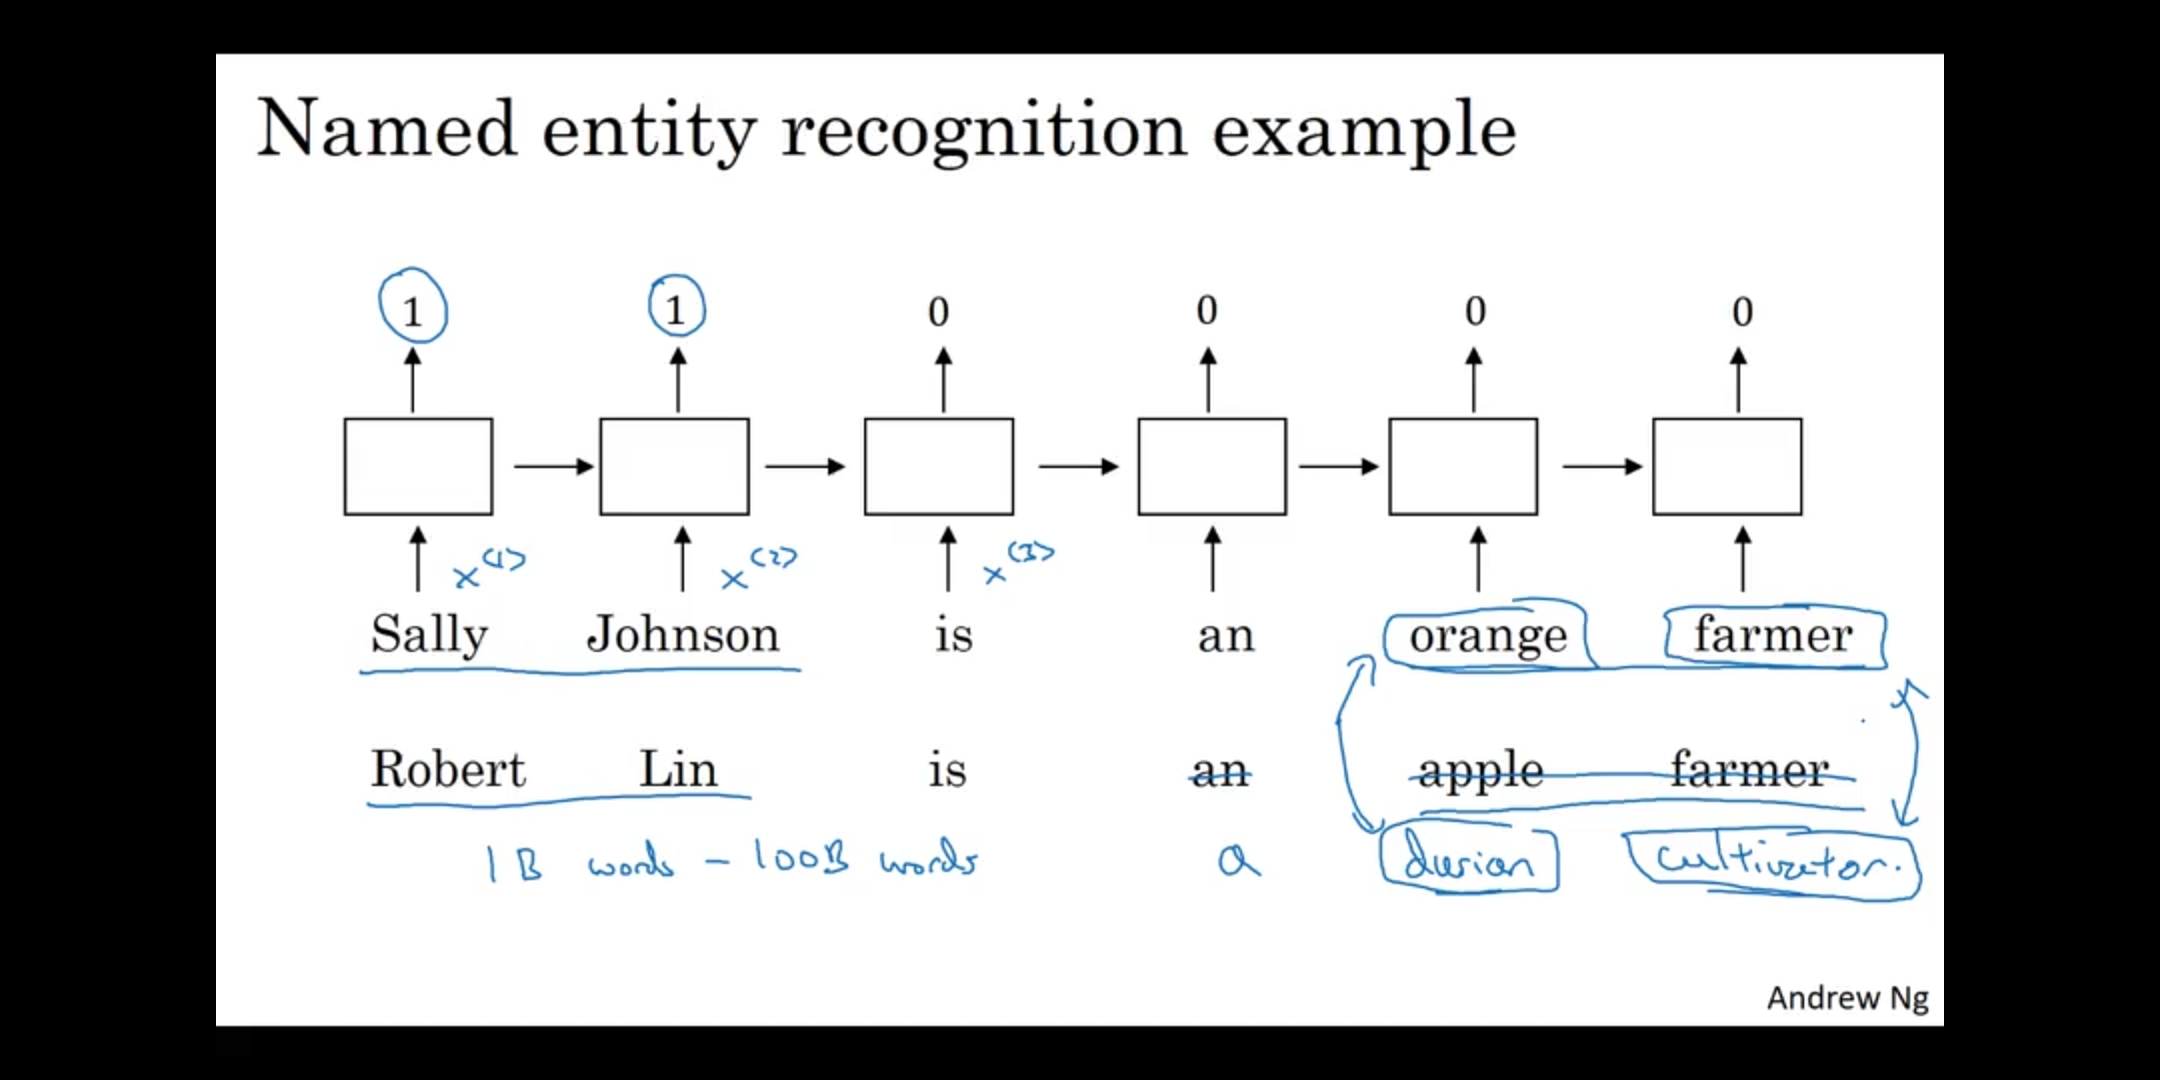 Named entity recognition example
1 1 0 0 0 0
x<1> x<2> x<3>
Sally Johnson is an orange farmer
Robert Lin is an apple farmer
1B words - 100B words a durian cultivator.
Andrew Ng